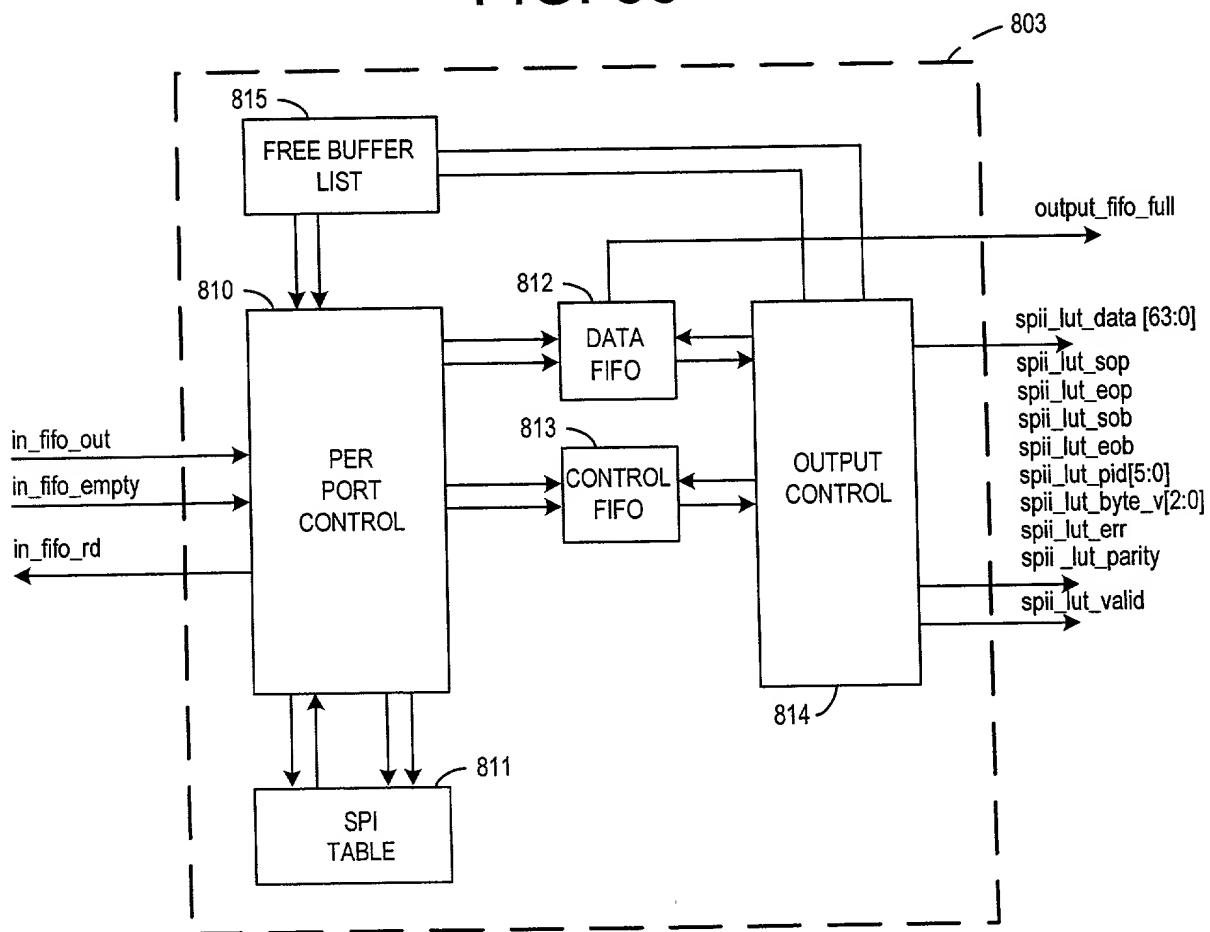 803
815
FREE BUFFER
LIST
output_fifo_full
810
812
DATA
FIFO
spii_lut_data [63:0]
spii_lut_sop
spii_lut_eop
spii_lut_sob
spii_lut_eob
spii_lut_pid[5:0]
spii_lut_byte_v[2:0]
spii_lut_err
spii _lut_parity
spii_lut_valid
in_fifo_out
in_fifo_empty
in_fifo_rd
PER
PORT
CONTROL
813
CONTROL
FIFO
OUTPUT
CONTROL
814
811
SPI
TABLE